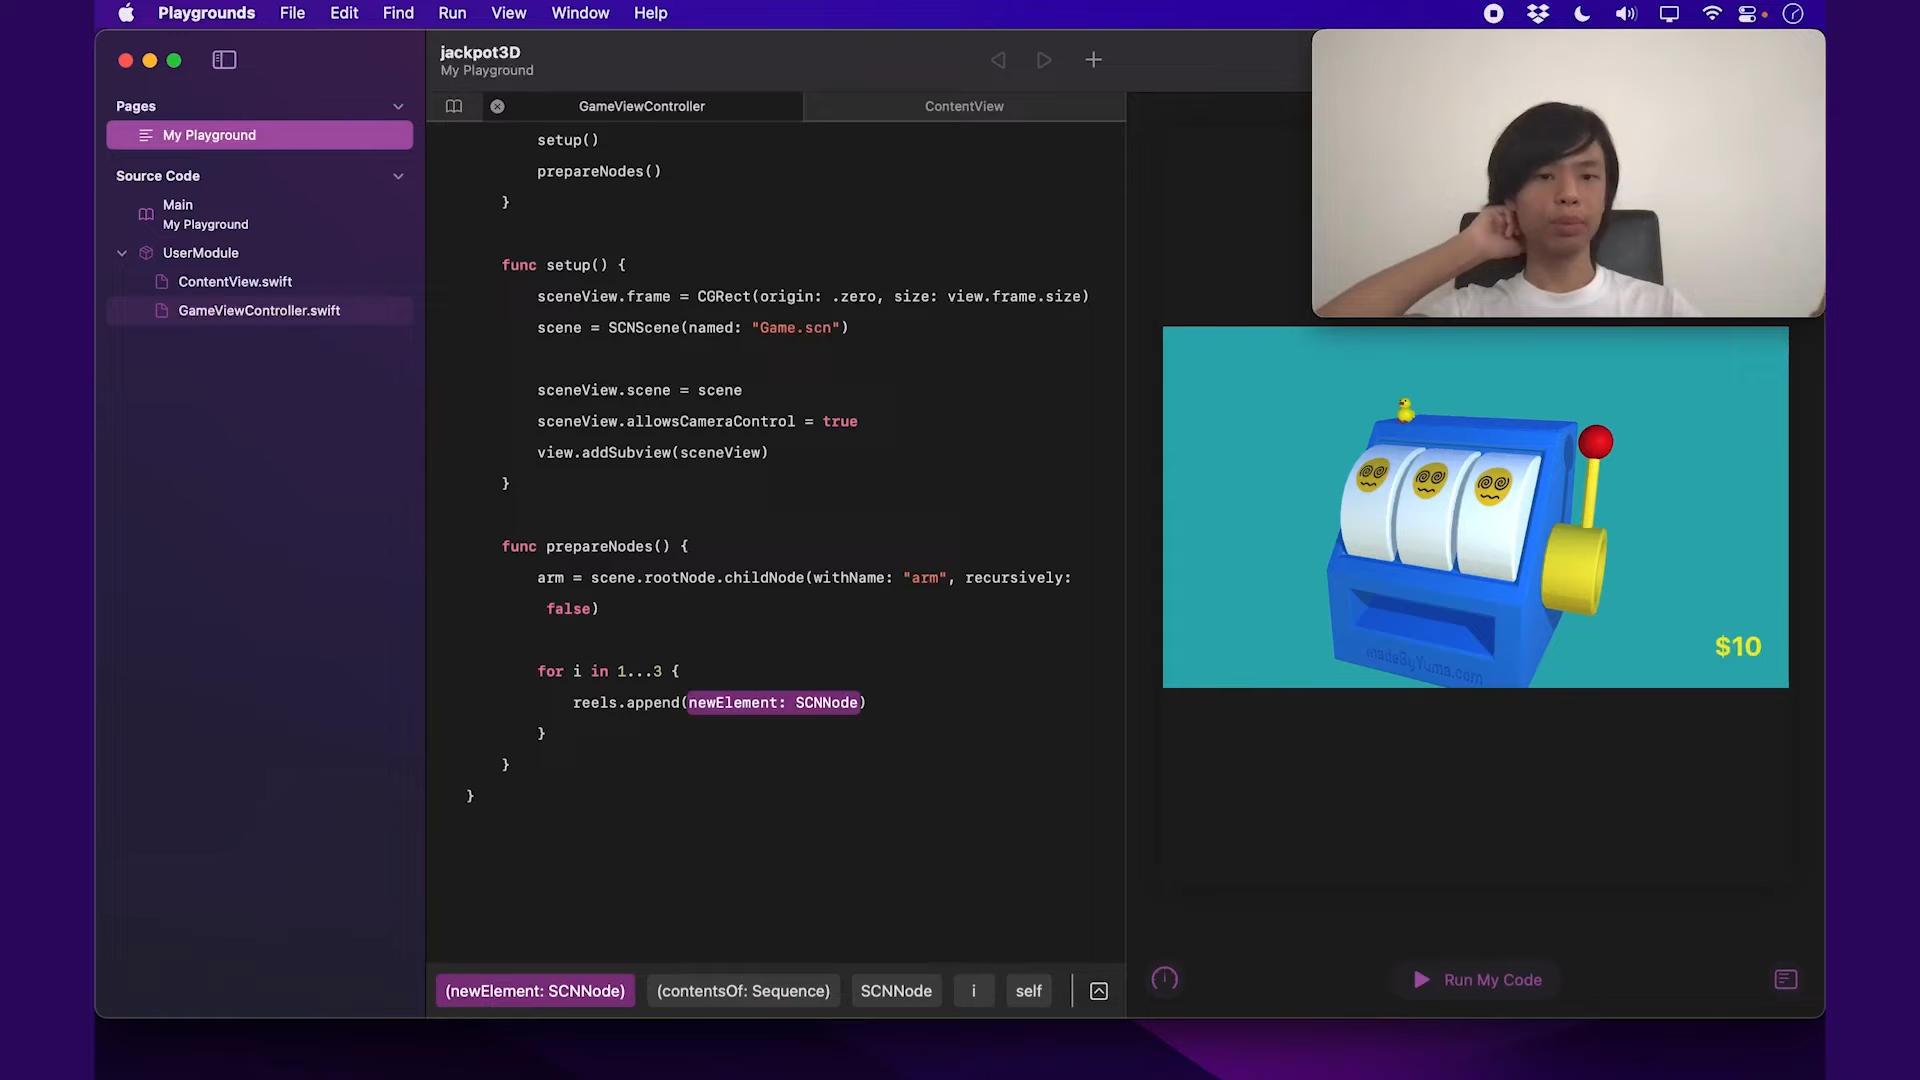 Playgrounds File Edit Find Run View Window Help
jackpot3D
My Playground
Pages
My Playground
Source Code
Main
My Playground
UserModule
ContentView.swift
GameViewController.swift
GameViewController
ContentView
setup()
prepareNodes()
}
func setup() {
sceneView.frame = CGRect(origin: .zero, size: view.frame.size)
scene = SCNScene(named: "Game.scn")
sceneView.scene = scene
sceneView.allowsCameraControl = true
view.addSubview(sceneView)
}
func prepareNodes() {
arm = scene.rootNode.childNode(withName: "arm", recursively:
false)
for i in 1...3 {
reels.append(newElement: SCNNode)
}
}
}
(newElement: SCNNode) (contentsOf: Sequence) SCNNode i self
madeByYuma.com
$10
Run My Code